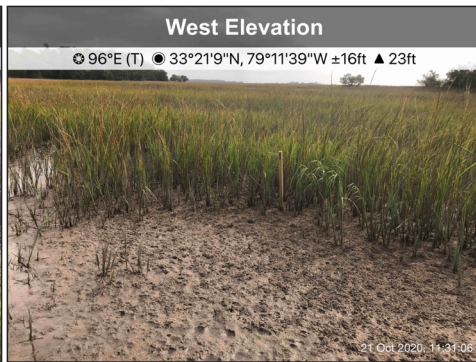 West Elevation
96°E (T) 33°21'9"N, 79°11'39"W ±16ft ▲ 23ft
21 Oct 2020, 11:31:06